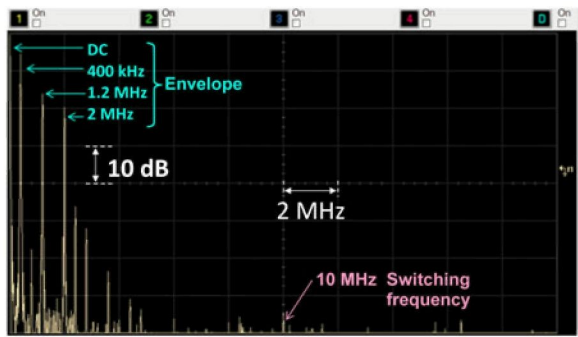 1 On 2 On 3 On 4 On D On
DC
400 kHz
1.2 MHz
2 MHz
Envelope
10 dB
2 MHz
10 MHz Switching
frequency